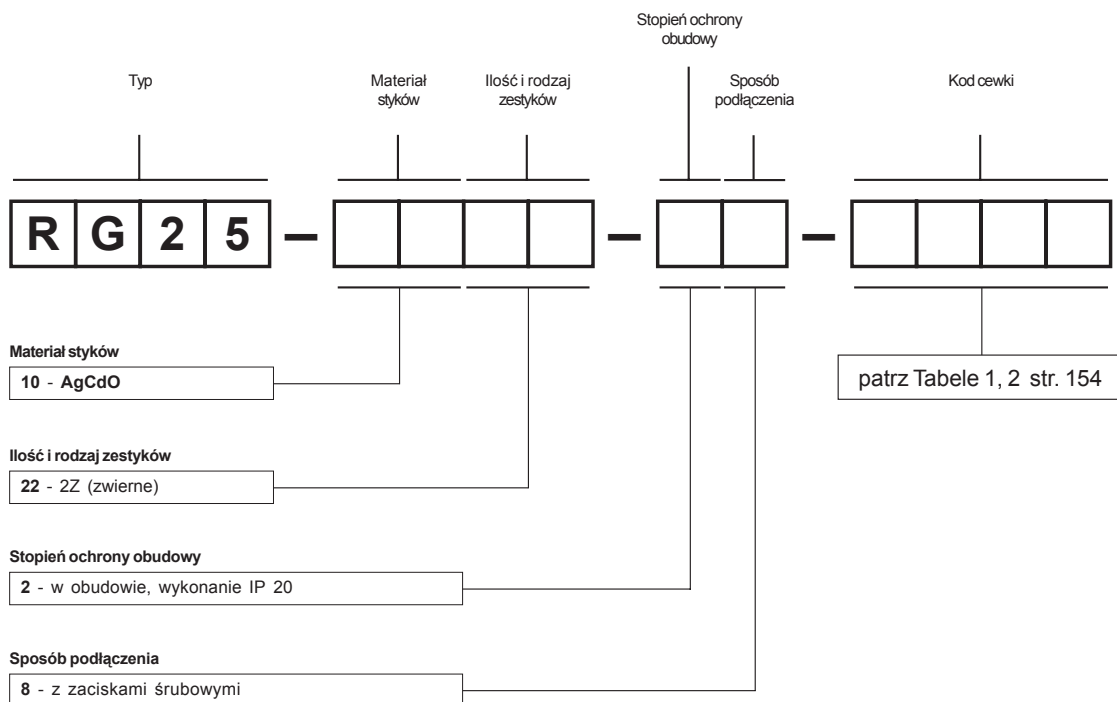 Stopień ochrony
obudowy
Typ
Materiał
styków
Ilość i rodzaj
zestyków
Sposób
podłączenia
Kod cewki
R G 2 5 – –  –
Materiał styków
10 - AgCdO
patrz Tabele 1, 2 str. 154
Ilość i rodzaj zestyków
22 - 2Z (zwierne)
Stopień ochrony obudowy
2 - w obudowie, wykonanie IP 20
Sposób podłączenia
8 - z zaciskami śrubowymi